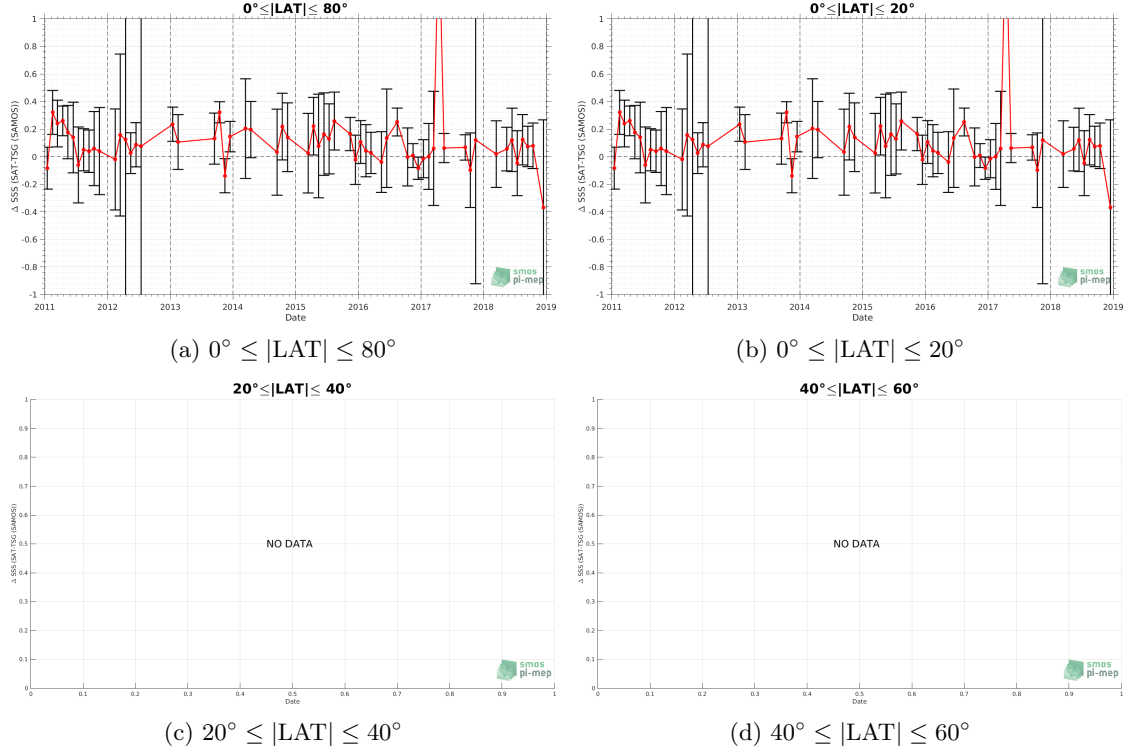 0°≤|LAT|≤ 80°
Δ SSS (SAT-TSG (SAMOS))
1
0.8
0.6
0.4
0.2
0
-0.2
-0.4
-0.6
-0.8
-1
2011 2012 2013 2014 2015 2016 2017 2018 2019
Date
smos
pi-mep
(a) 0° ≤ |LAT| ≤ 80°
0°≤|LAT|≤ 20°
Δ SSS (SAT-TSG (SAMOS))
1
0.8
0.6
0.4
0.2
0
-0.2
-0.4
-0.6
-0.8
-1
2011 2012 2013 2014 2015 2016 2017 2018 2019
Date
smos
pi-mep
(b) 0° ≤ |LAT| ≤ 20°
20°≤|LAT|≤ 40°
Δ SSS (SAT-TSG (SAMOS))
1
0.9
0.8
0.7
0.6
0.5
0.4
0.3
0.2
0.1
0
NO DATA
0 0.1 0.2 0.3 0.4 0.5 0.6 0.7 0.8 0.9 1
Date
smos
pi-mep
(c) 20° ≤ |LAT| ≤ 40°
40°≤|LAT|≤ 60°
Δ SSS (SAT-TSG (SAMOS))
1
0.9
0.8
0.7
0.6
0.5
0.4
0.3
0.2
0.1
0
NO DATA
0 0.1 0.2 0.3 0.4 0.5 0.6 0.7 0.8 0.9 1
Date
smos
pi-mep
(d) 40° ≤ |LAT| ≤ 60°